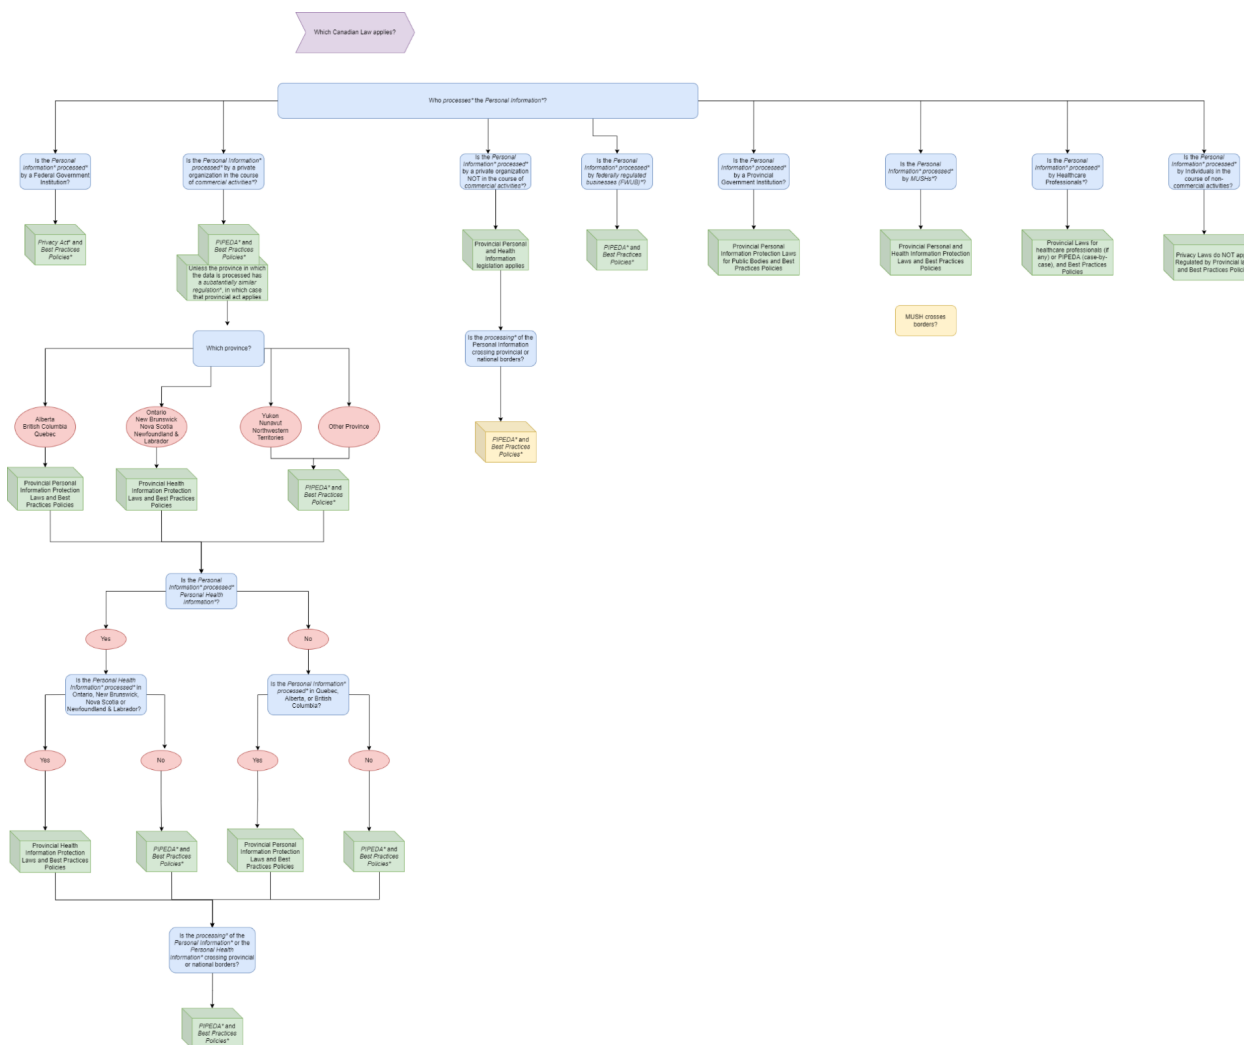 Which Canadian Law applies?
Who processes* the Personal Information*?
Is the Personal
Information* processed*
by a Federal Government
Institution?
Is the Personal Information*
processed* by a private
organization in the course
of commercial activities*?
Is the Personal
Information* processed*
by a private organization
NOT in the course of
commercial activities*?
Is the Personal
Information* processed*
by federally regulated
businesses (FWUB)*?
Is the Personal
Information* processed*
by a Provincial
Government Institution?
Is the Personal
Information* processed*
by MUSHs*?
Is the Personal
Information* processed*
by Healthcare
Professionals*?
Is the Personal
Information* processed*
by Individuals in the
course of non-
commercial activities?
Privacy Act* and
Best Practices
Policies*
PIPEDA* and
Best Practices
Policies*
Unless the province in which
the data is processed has
a substantially similar
regulation*, in which case
that provincial act applies
Provincial Personal
and Health
Information
legislation applies
PIPEDA* and
Best Practices
Policies*
Provincial Personal
Information Protection Laws
for Public Bodies and Best
Practices Policies
Provincial Personal and
Health Information Protection
Laws and Best Practices
Policies
Provincial Laws for
healthcare professionals (if
any) or PIPEDA (case-by-
case), and Best Practices
Policies
Privacy Laws do NOT app
Regulated by Provincial la
and Best Practices Polici
MUSH crosses
borders?
Which province?
Is the processing* of the
Personal Information
crossing provincial or
national borders?
Alberta
British Columbia
Quebec
Ontario
New Brunswick
Nova Scotia
Newfoundland &
Labrador
Yukon
Nunavut
Northwestern
Territories
Other Province
PIPEDA* and
Best Practices
Policies*
Provincial Personal
Information Protection
Laws and Best
Practices Policies
Provincial Health
Information Protection
Laws and Best Practices
Policies
PIPEDA* and
Best Practices
Policies*
Is the Personal
Information* processed*
Personal Health
Information*?
Yes
No
Is the Personal Health
Information* processed* in
Ontario, New Brunswick,
Nova Scotia or
Newfoundland & Labrador?
Is the Personal Information*
processed* in Quebec,
Alberta, or British
Columbia?
Yes
No
Yes
No
Provincial Health
Information Protection
Laws and Best Practices
Policies
PIPEDA* and
Best Practices
Policies*
Provincial Personal
Information Protection
Laws and Best
Practices Policies
PIPEDA* and
Best Practices
Policies*
Is the processing* of the
Personal Information* or the
Personal Health
Information* crossing provincial
or national borders?
PIPEDA* and
Best Practices
Policies*